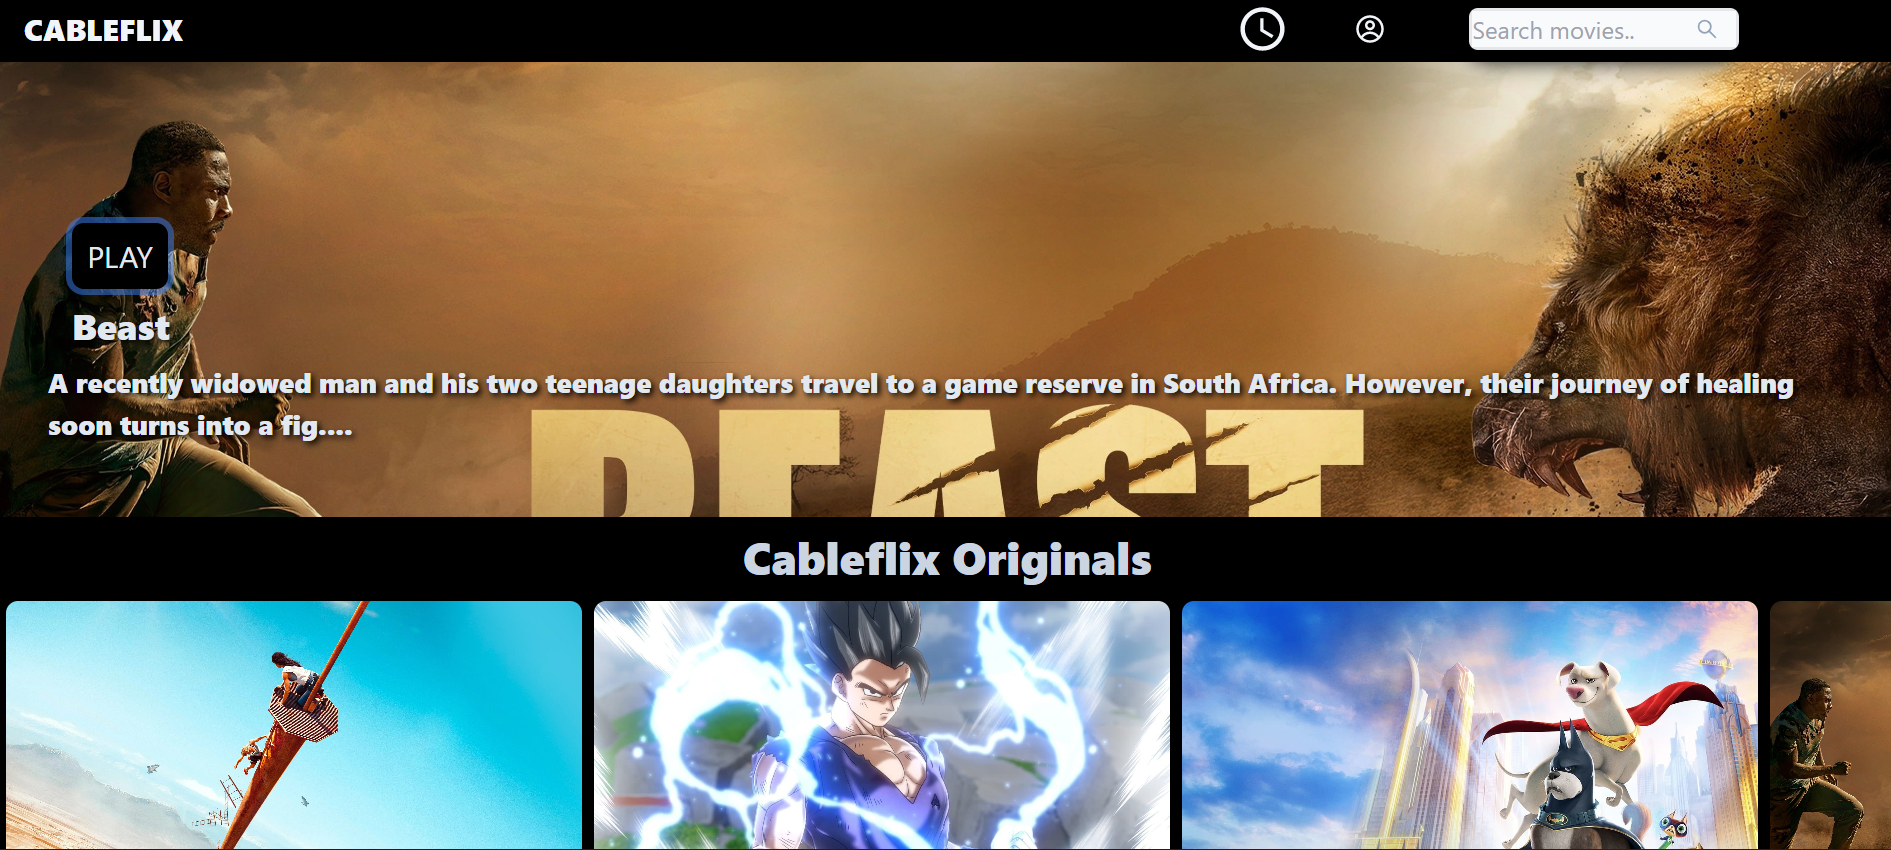 CABLEFLIX
Search movies..
PLAY
Beast
A recently widowed man and his two teenage daughters travel to a game reserve in South Africa. However, their journey of healing
soon turns into a fig....
BEAST
Cableflix Originals